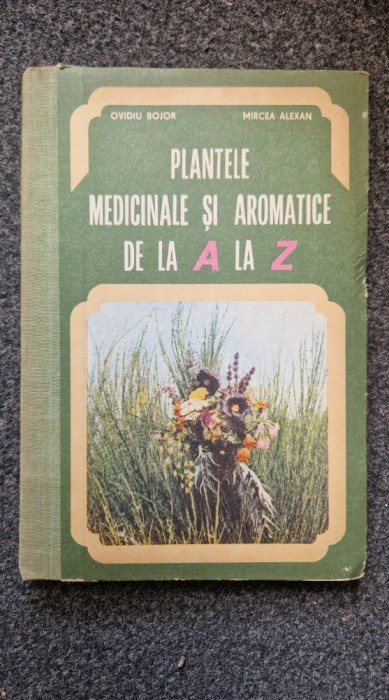 OVIDIU BOJOR MIRCEA ALEXAN
PLANTELE
MEDICINALE ȘI AROMATICE
DE LA A LA Z